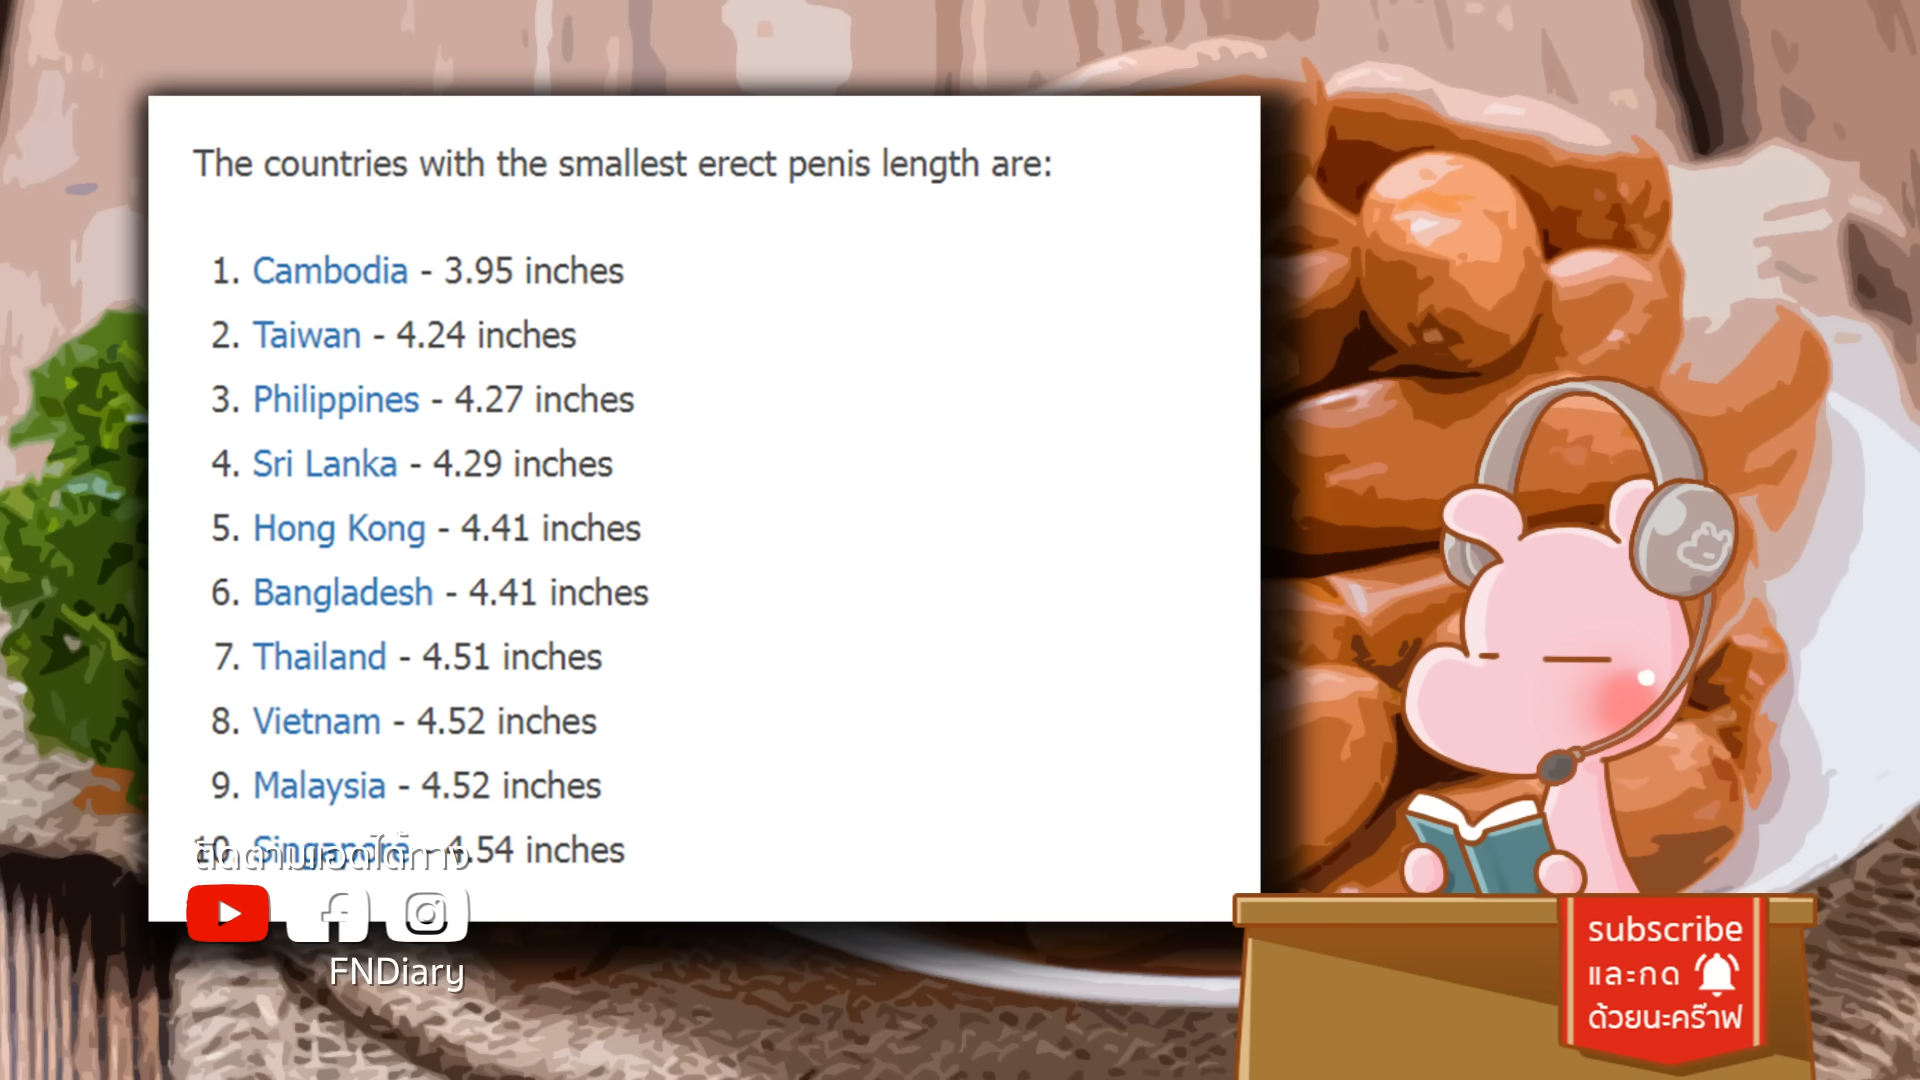 The countries with the smallest erect penis length are:
1. Cambodia - 3.95 inches
2. Taiwan - 4.24 inches
3. Philippines - 4.27 inches
4. Sri Lanka - 4.29 inches
5. Hong Kong - 4.41 inches
6. Bangladesh - 4.41 inches
7. Thailand - 4.51 inches
8. Vietnam - 4.52 inches
9. Malaysia - 4.52 inches
10. Singapore - 4.54 inches
FNDiary
subscribe
และกด
ด้วยนะคร๊าฟ